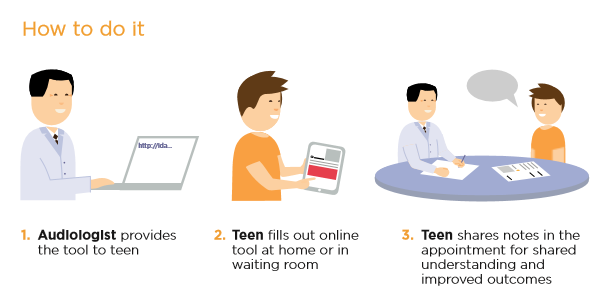 How to do it
http://ida...
1. Audiologist provides
the tool to teen
2. Teen fills out online
tool at home or in
waiting room
3. Teen shares notes in the
appointment for shared
understanding and
improved outcomes